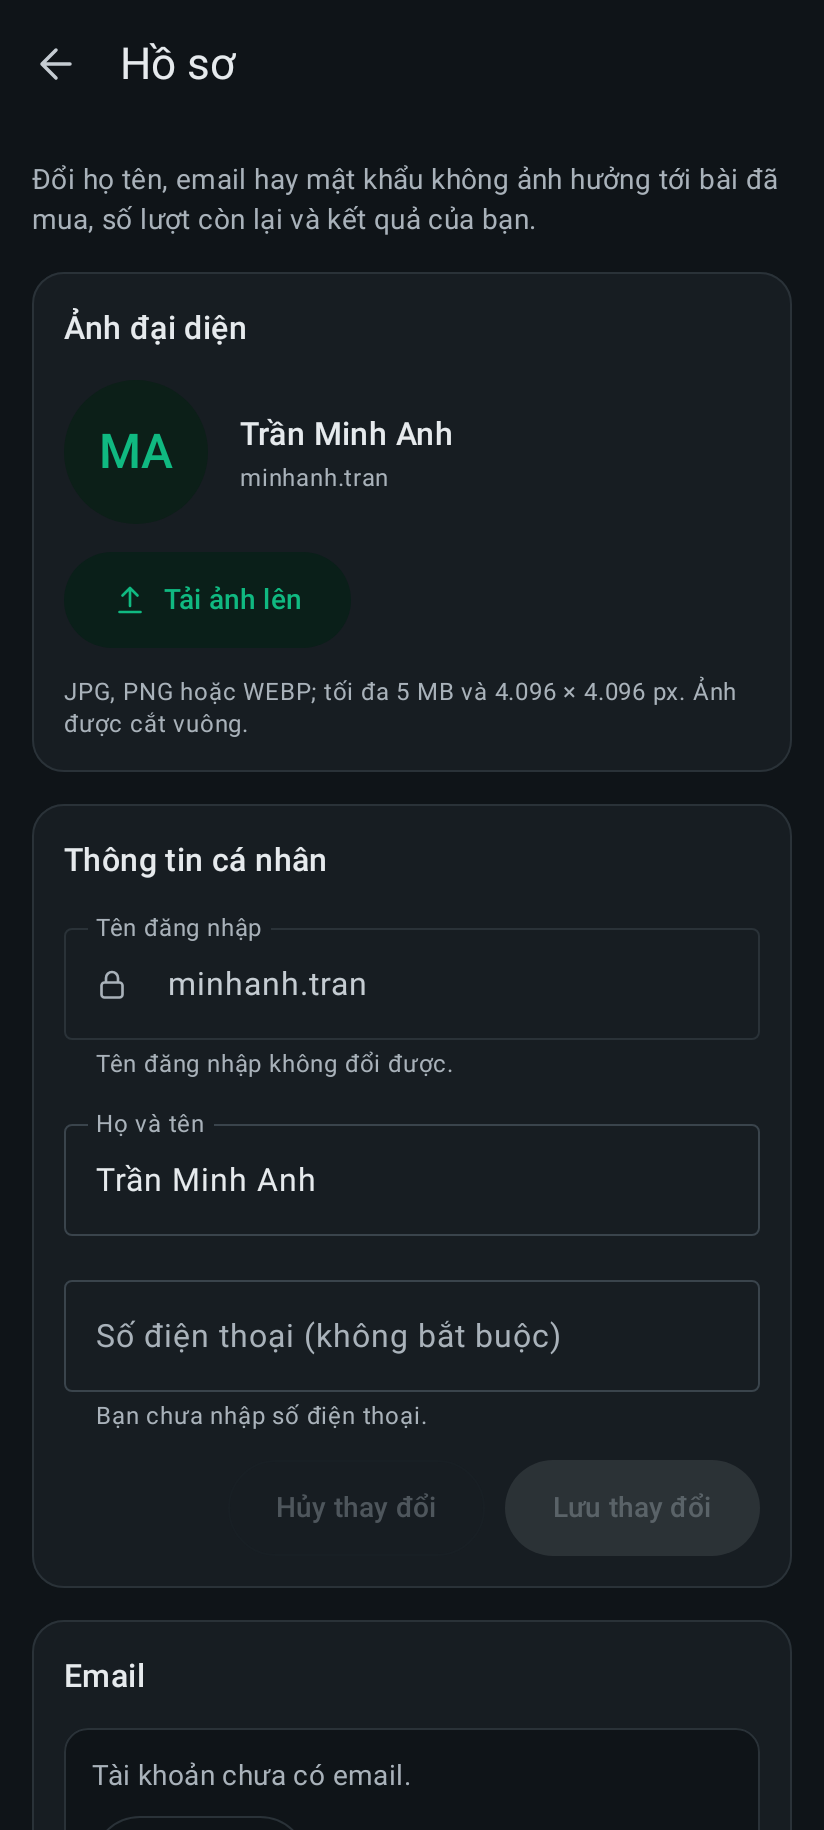 Hồ sơ
Đổi họ tên, email hay mật khẩu không ảnh hưởng tới bài đã
mua, số lượt còn lại và kết quả của bạn.
Ảnh đại diện
MA
Trần Minh Anh
minhanh.tran
Tải ảnh lên
JPG, PNG hoặc WEBP; tối đa 5 MB và 4.096 × 4.096 px. Ảnh
được cắt vuông.
Thông tin cá nhân
Tên đăng nhập
minhanh.tran
Tên đăng nhập không đổi được.
Họ và tên
Trần Minh Anh
Số điện thoại (không bắt buộc)
Bạn chưa nhập số điện thoại.
Hủy thay đổi
Lưu thay đổi
Email
Tài khoản chưa có email.